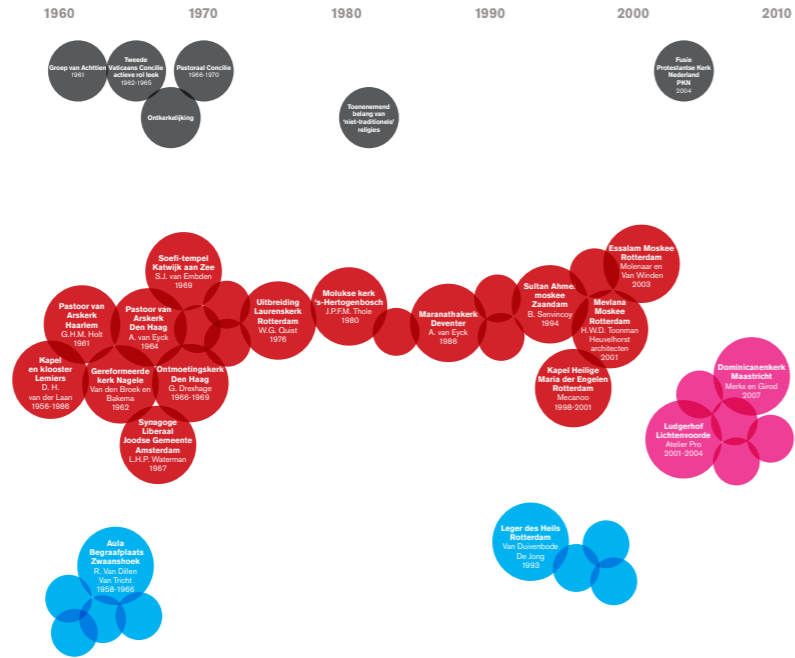 1960 1970 1980 1990 2000 2010
Groep van Achttien
1961
Tweede
Vaticaans Concilie
actieve rol leek
1962-1965
Pastoraal Concilie
1966-1970
Ontkerkelijking
Toenenemend
belang van
'niet-traditionele'
religies
Fusie
Protestantse Kerk
Nederland
PKN
2004
Soefi-tempel
Katwijk aan Zee
S.J. van Embden
1969
Pastoor van
Arskerk
Haarlem
G.H.M. Holt
1961
Pastoor van
Arskerk
Den Haag
A. van Eyck
1964
Kapel
en klooster
Lemiers
D. H.
van der Laan
1956-1986
Gereformeerde
kerk Nagele
Van den Broek en
Bakema
1962
Ontmoetingskerk
Den Haag
G. Drexhage
1966-1969
Synagoge
Liberaal
Joodse Gemeente
Amsterdam
L.H.P. Waterman
1967
Uitbreiding
Laurenskerk
Rotterdam
W.G. Quist
1976
Molukse kerk
's-Hertogenbosch
J.P.F.M. Thole
1980
Maranathakerk
Deventer
A. van Eyck
1986
Sultan Ahmet
moskee
Zaandam
B. Senvincoy
1994
Essalam Moskee
Rotterdam
Molenaar en
Van Winden
2003
Mevlana
Moskee
Rotterdam
H.W.D. Toonman
Heuvelhorst
architecten
2001
Kapel Heilige
Maria der Engelen
Rotterdam
Mecanoo
1998-2001
Dominicanenkerk
Maastricht
Merkx en Girod
2007
Ludgerhof
Lichtenvoorde
Atelier Pro
2001-2004
Aula
Begraafplaats
Zwaanshoek
R. Van Dillen
Van Tricht
1958-1966
Leger des Heils
Rotterdam
Van Duivenbode
De Jong
1993